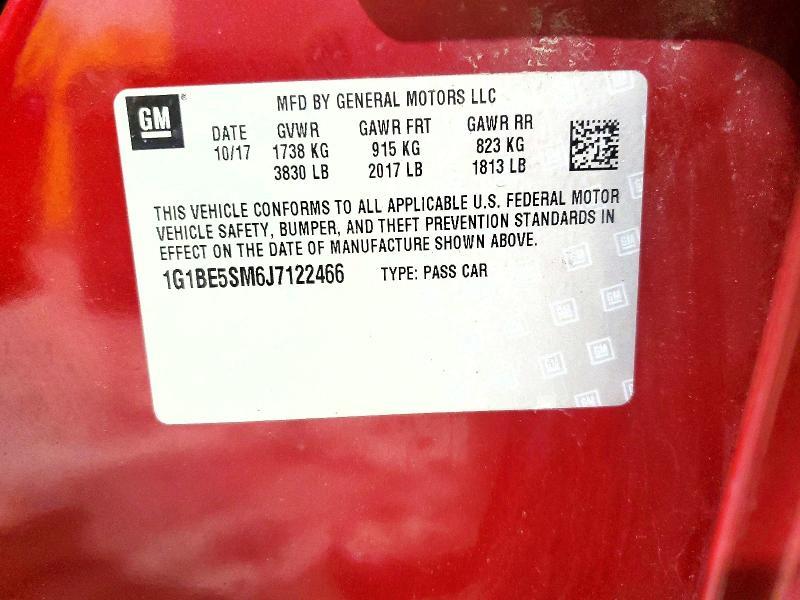 GM
MFD BY GENERAL MOTORS LLC
DATE GVWR GAWR FRT GAWR RR
10/17 1738 KG 915 KG 823 KG
3830 LB 2017 LB 1813 LB
THIS VEHICLE CONFORMS TO ALL APPLICABLE U.S. FEDERAL MOTOR
VEHICLE SAFETY, BUMPER, AND THEFT PREVENTION STANDARDS IN
EFFECT ON THE DATE OF MANUFACTURE SHOWN ABOVE.
1G1BE5SM6J7122466 TYPE: PASS CAR